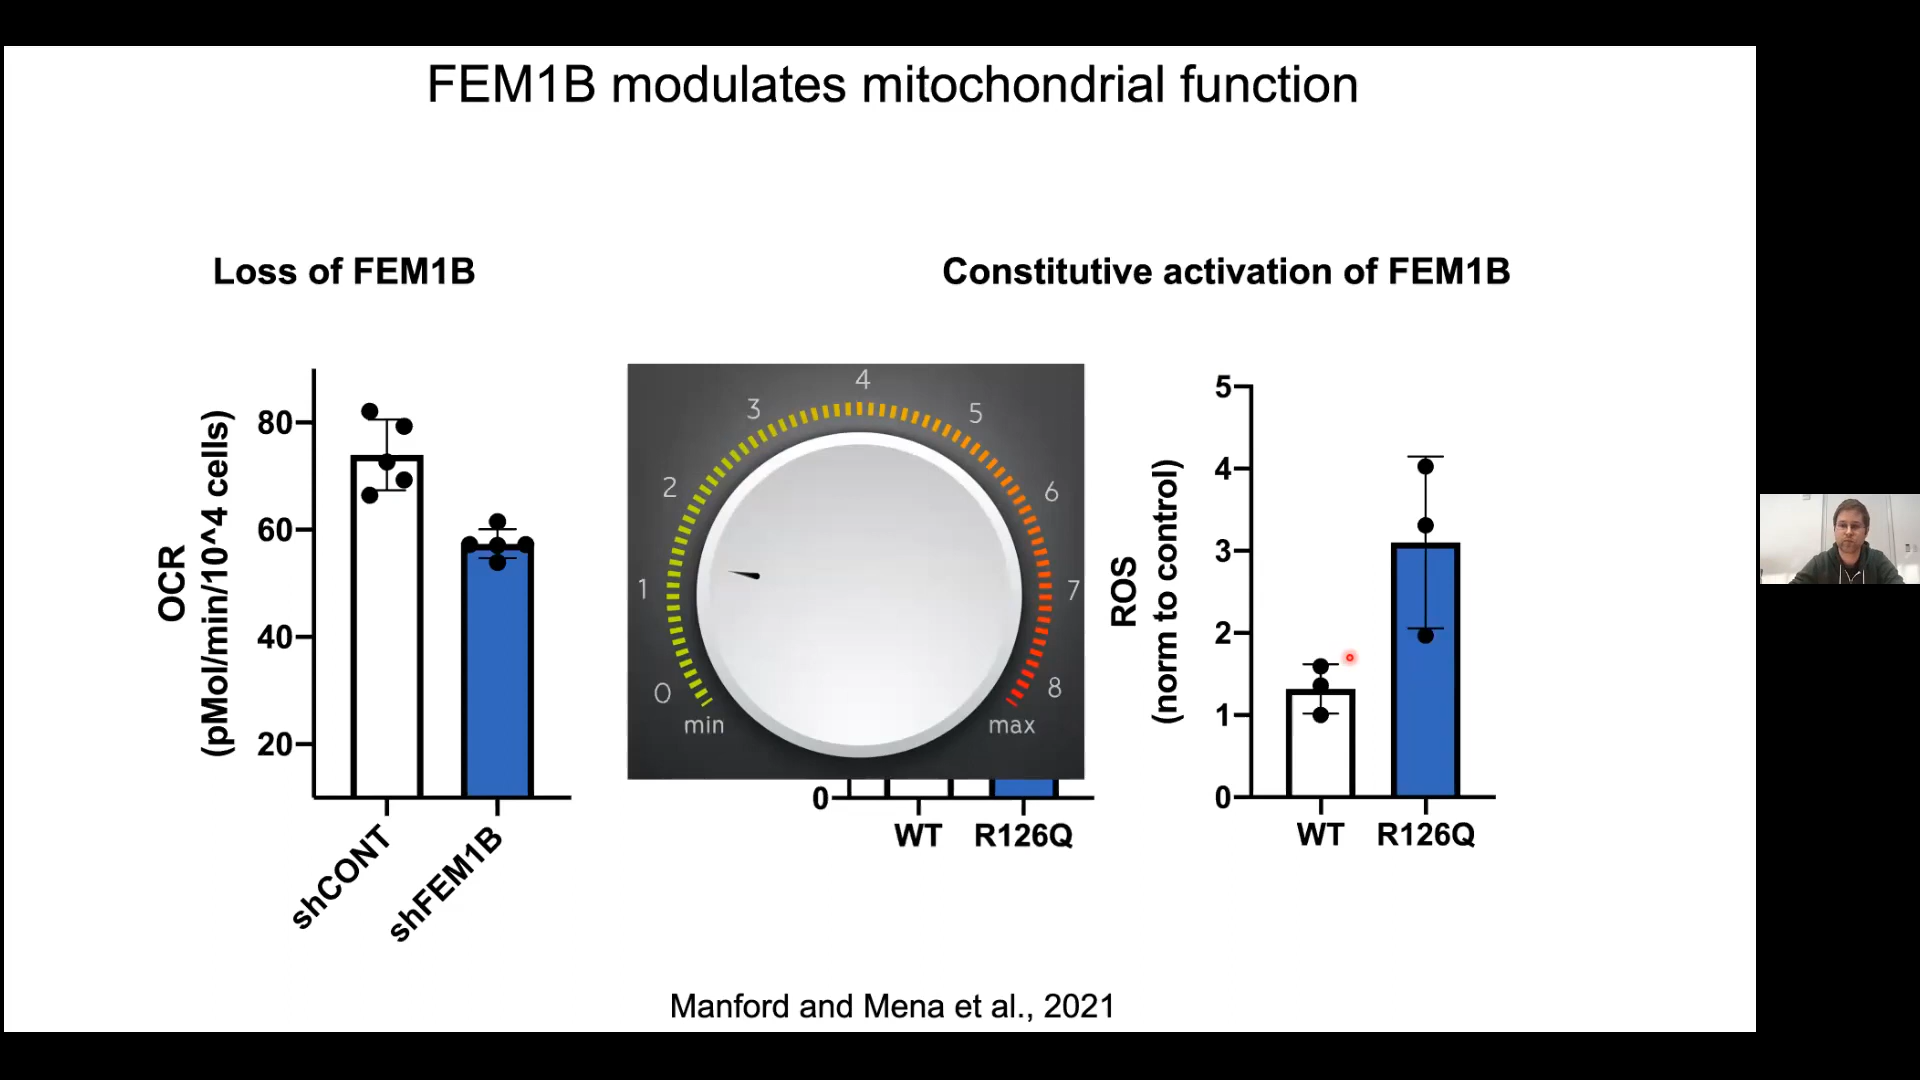 FEM1B modulates mitochondrial function
Loss of FEM1B
Constitutive activation of FEM1B
OCR
(pMol/min/10^4 cells)
80
60
40
20
shCONT
shFEM1B
0
1
2
3
4
5
6
7
8
min
max
0
WT
R126Q
ROS
(norm to control)
5
4
3
2
1
0
WT
R126Q
Manford and Mena et al., 2021